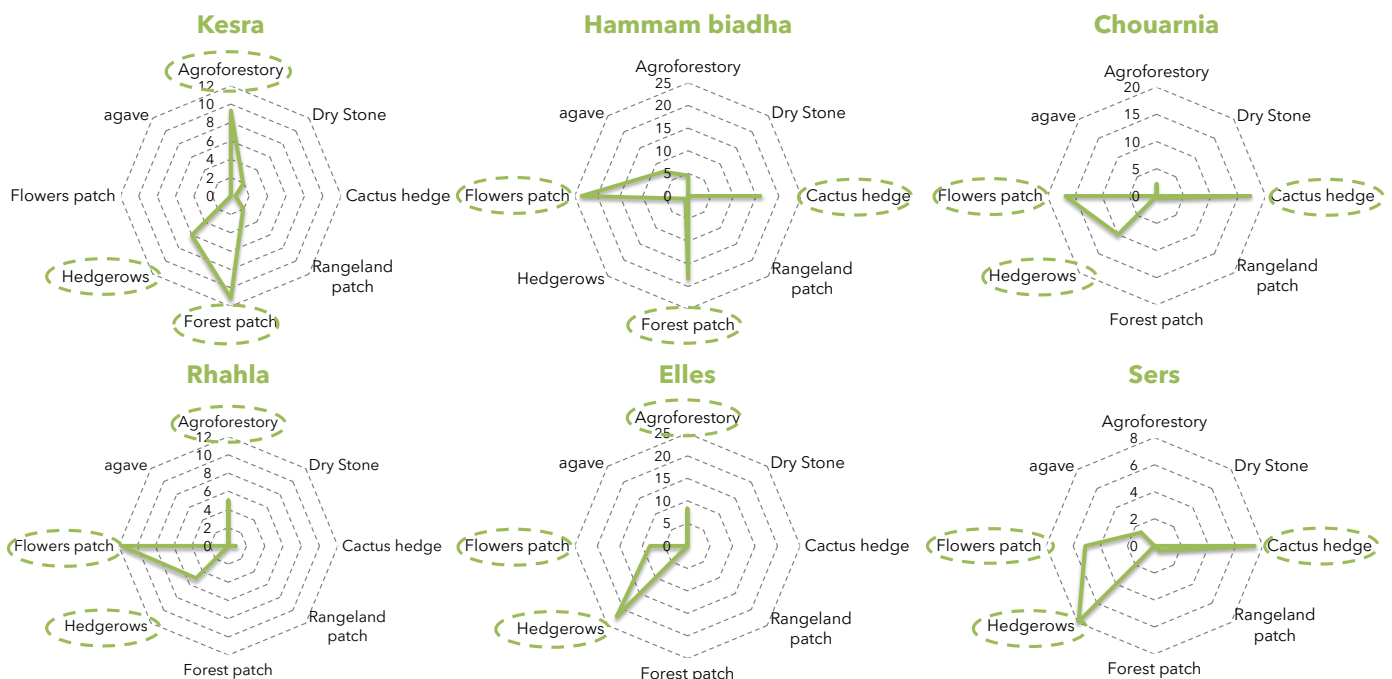 Kesra
Agroforestory
12
10
8
6
4
2
0
agave
Dry Stone
Flowers patch
Cactus hedge
Hedgerows
Rangeland
patch
Forest patch
Hammam biadha
Agroforestory
25
20
15
10
5
0
agave
Dry Stone
Flowers patch
Cactus hedge
Hedgerows
Rangeland
patch
Forest patch
Chouarnia
Agroforestory
20
15
10
5
0
agave
Dry Stone
Flowers patch
Cactus hedge
Hedgerows
Rangeland
patch
Forest patch
Rhahla
Agroforestory
12
10
8
6
4
2
0
agave
Dry Stone
Flowers patch
Cactus hedge
Hedgerows
Rangeland
patch
Forest patch
Elles
Agroforestory
25
20
15
10
5
0
agave
Dry Stone
Flowers patch
Cactus hedge
Hedgerows
Rangeland
patch
Forest patch
Sers
Agroforestory
8
6
4
2
0
agave
Dry Stone
Flowers patch
Cactus hedge
Hedgerows
Rangeland
patch
Forest patch